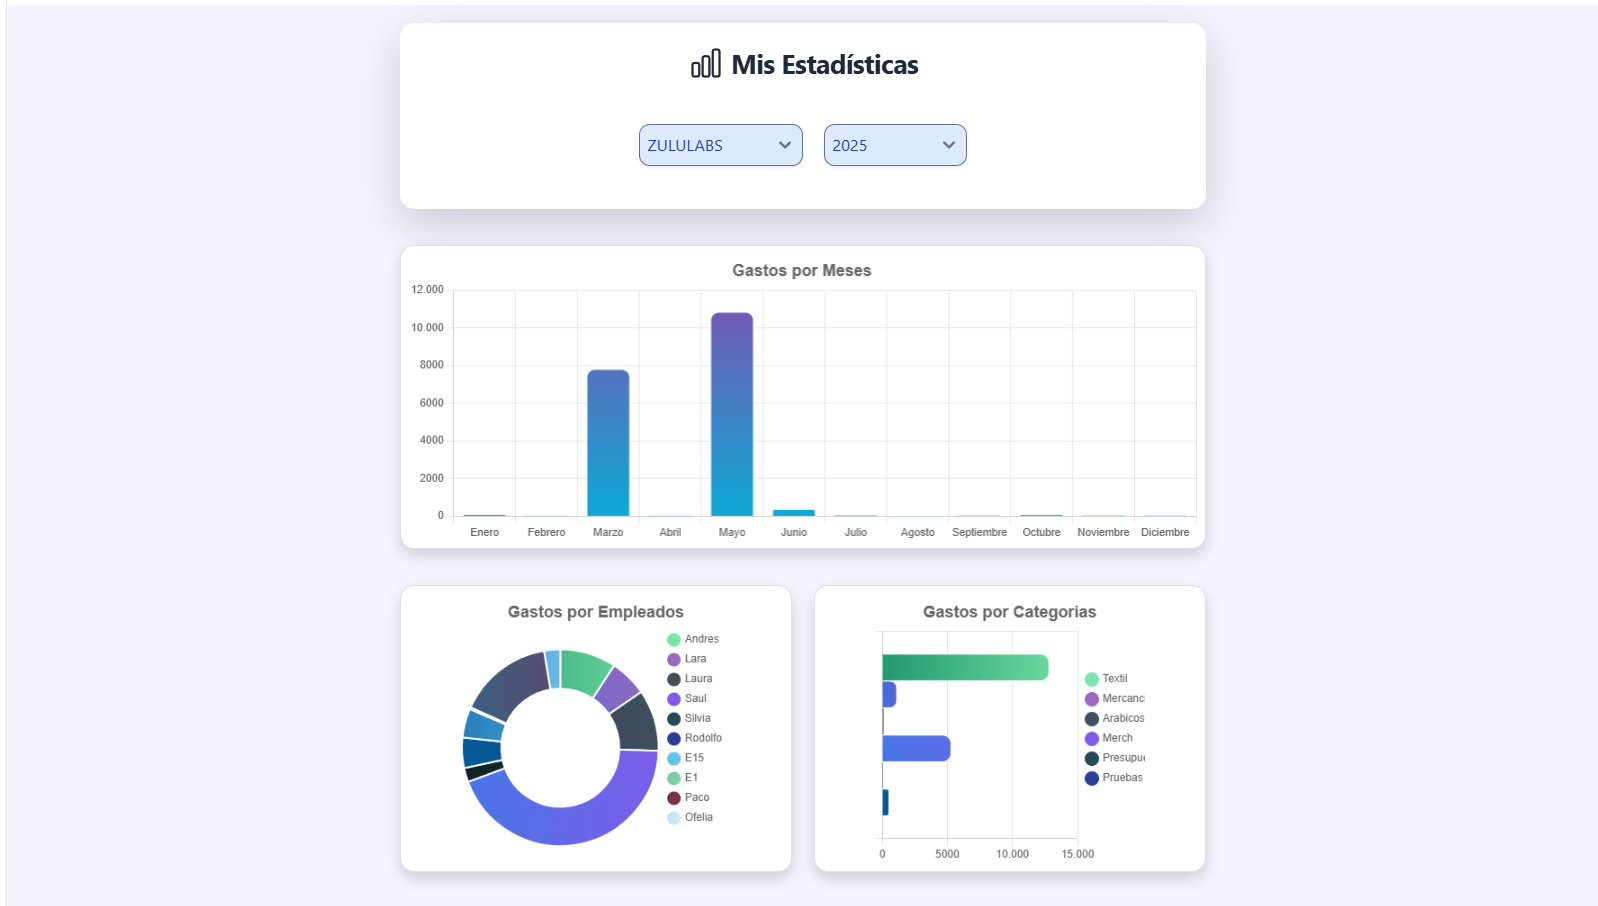 Mis Estadísticas
ZULULABS
2025
Gastos por Meses
12.000
10.000
8000
6000
4000
2000
0
Enero Febrero Marzo Abril Mayo Junio Julio Agosto Septiembre Octubre Noviembre Diciembre
Gastos por Empleados
Andres
Lara
Laura
Saul
Silvia
Rodolfo
E15
E1
Paco
Ofelia
Gastos por Categorias
Textil
Mercanc
Arabicos
Merch
Presupu
Pruebas
0 5000 10.000 15.000